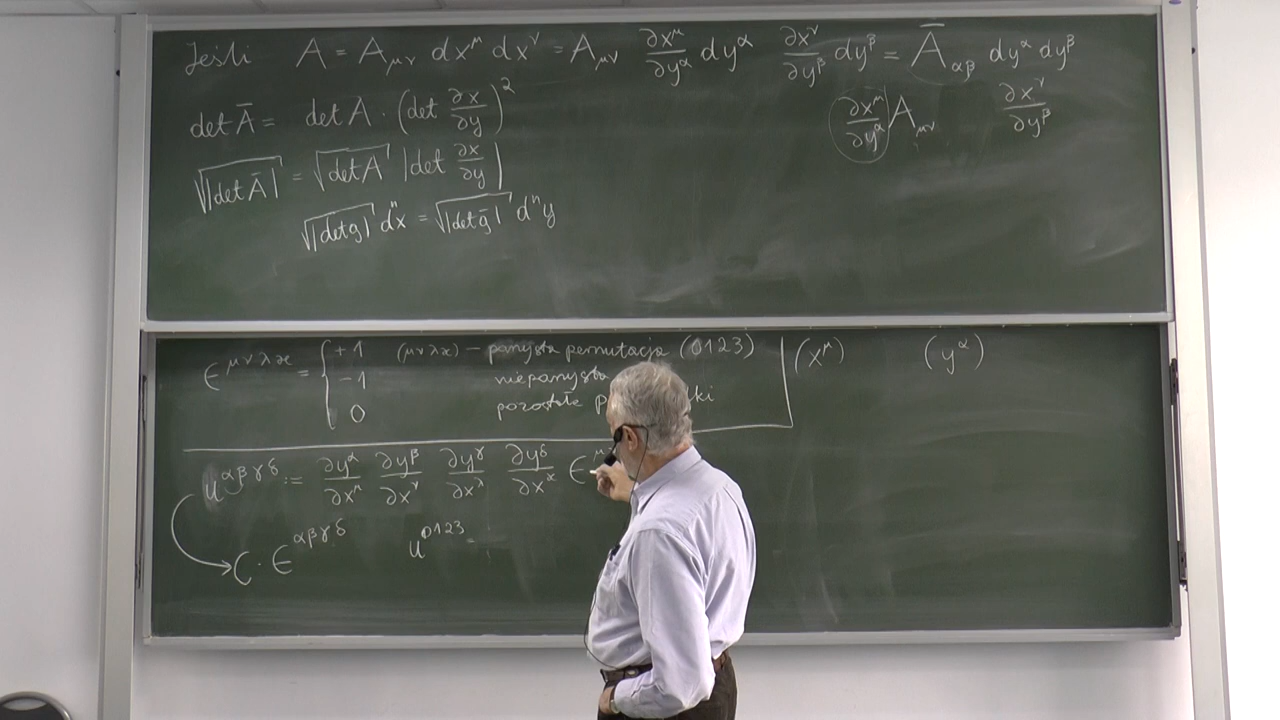 Jeśli A = A_{μν} dx^μ dx^ν = A_{μν} ∂x^μ/∂y^α dy^α ∂x^ν/∂y^β dy^β = Ā_{αβ} dy^α dy^β
det Ā = det A · (det ∂x/∂y)^2
∂x^μ/∂y^α A_{μν} ∂x^ν/∂y^β
√|det Ā| = √det A |det ∂x/∂y|
√|det g| d^n x = √|det ḡ| d^n y
ϵ^{μνλϰ} = { +1 (μνλϰ) – parzysta permutacja (0123)
−1 nieparzysta
0 pozostałe
(x^μ) (y^α)
u^{αβγδ} := ∂y^α/∂x^μ ∂y^β/∂x^ν ∂y^γ/∂x^λ ∂y^δ/∂x^ϰ ϵ^μ
C · ϵ^{αβγδ} u^{0123} =